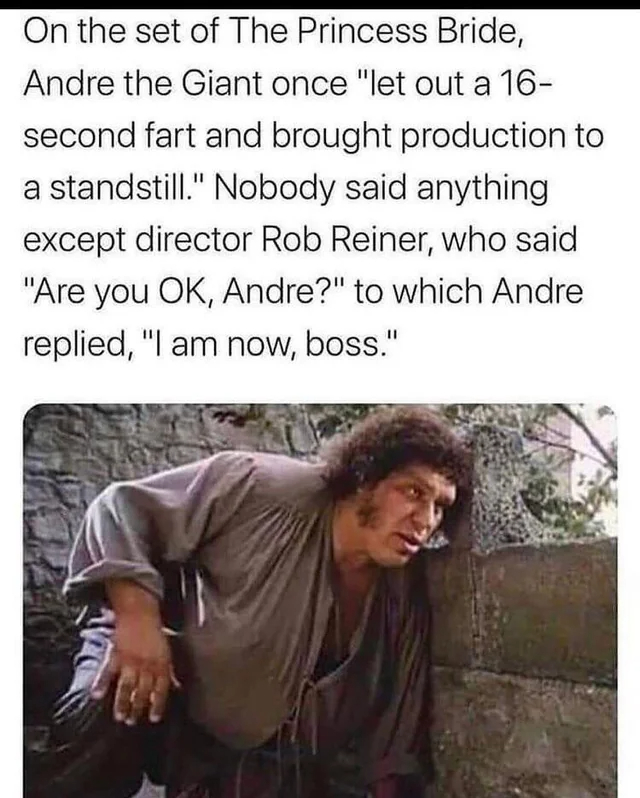 On the set of The Princess Bride,
Andre the Giant once "let out a 16-
second fart and brought production to
a standstill." Nobody said anything
except director Rob Reiner, who said
"Are you OK, Andre?" to which Andre
replied, "I am now, boss."